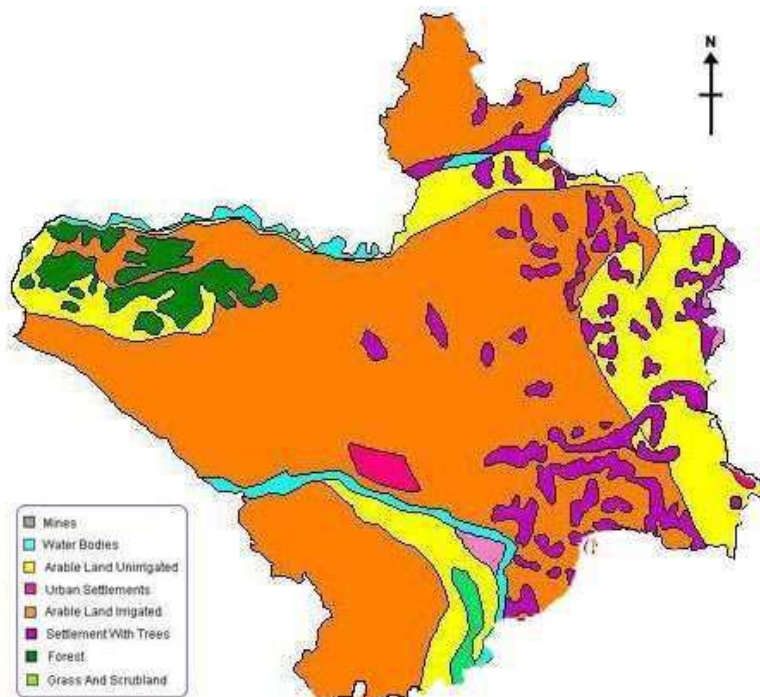 N
Mines
Water Bodies
Arable Land Unirrigated
Urban Settlements
Arable Land Irrigated
Settlement With Trees
Forest
Grass And Scrubland